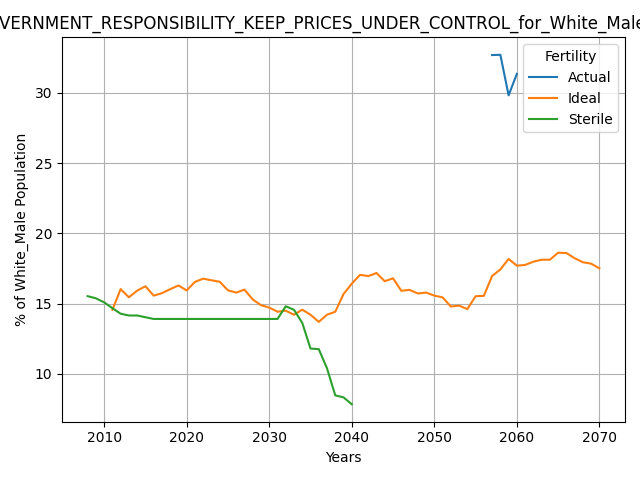 VERNMENT_RESPONSIBILITY_KEEP_PRICES_UNDER_CONTROL_for_White_Male
Fertility
Actual
Ideal
Sterile
% of White_Male Population
30
25
20
15
10
2010 2020 2030 2040 2050 2060 2070
Years